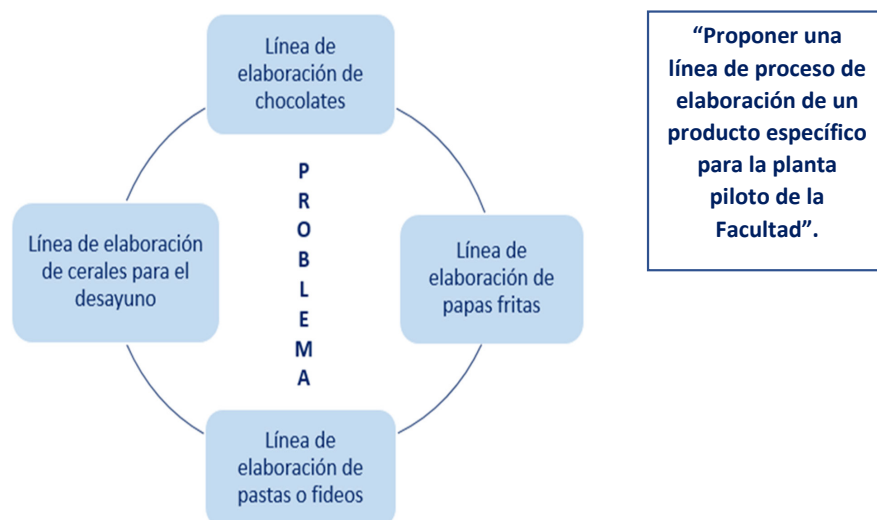 Línea de
elaboración de
chocolates
“Proponer una
línea de proceso de
elaboración de un
producto específico
para la planta
piloto de la
Facultad”.
P
R
O
B
L
E
M
A
Línea de elaboración
de cerales para el
desayuno
Línea de
elaboración de
papas fritas
Línea de
elaboración de
pastas o fideos